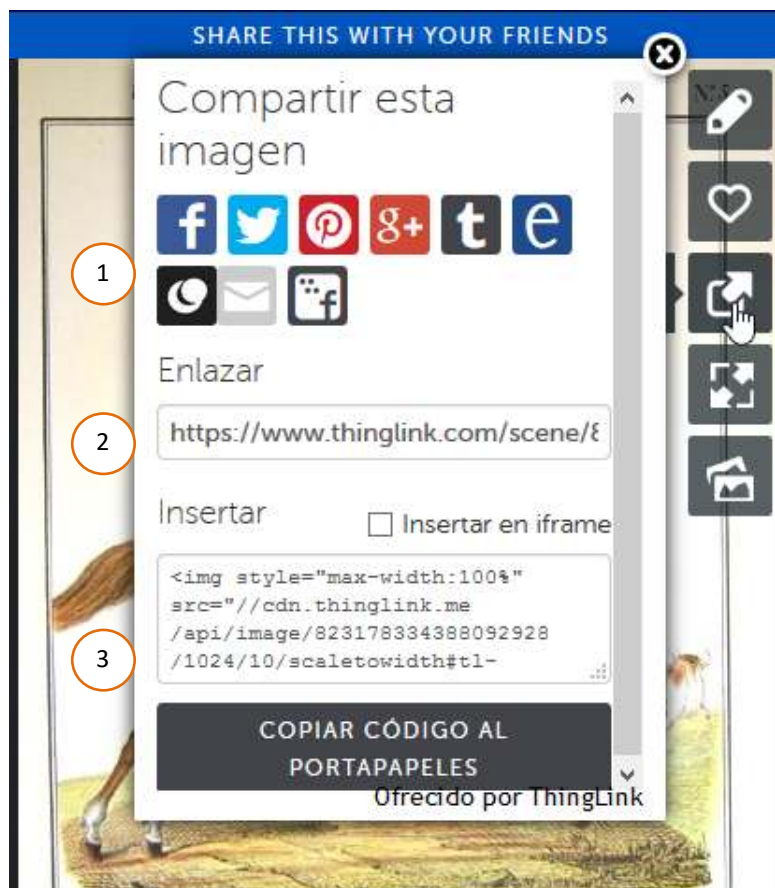 SHARE THIS WITH YOUR FRIENDS
Compartir esta
imagen
1
Enlazar
2
https://www.thinglink.com/scene/8
Insertar
Insertar en iframe
<img style="max-width:100%"
src="//cdn.thinglink.me
/api/image/823178334388092928
/1024/10/scaletowidth#tl-
3
COPIAR CÓDIGO AL
PORTAPAPELES
Ofrecido por ThingLink